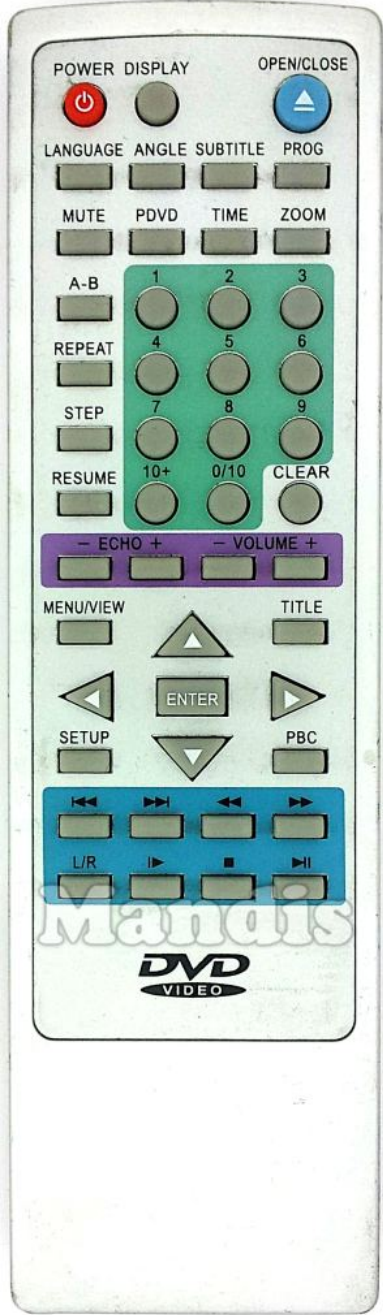 POWER DISPLAY OPEN/CLOSE
LANGUAGE ANGLE SUBTITLE PROG
MUTE PDVD TIME ZOOM
A-B 1 2 3
REPEAT 4 5 6
STEP 7 8 9
RESUME 10+ 0/10 CLEAR
- ECHO + - VOLUME +
MENU/VIEW TITLE
ENTER
SETUP PBC
L/R
Mandis
DVD
VIDEO